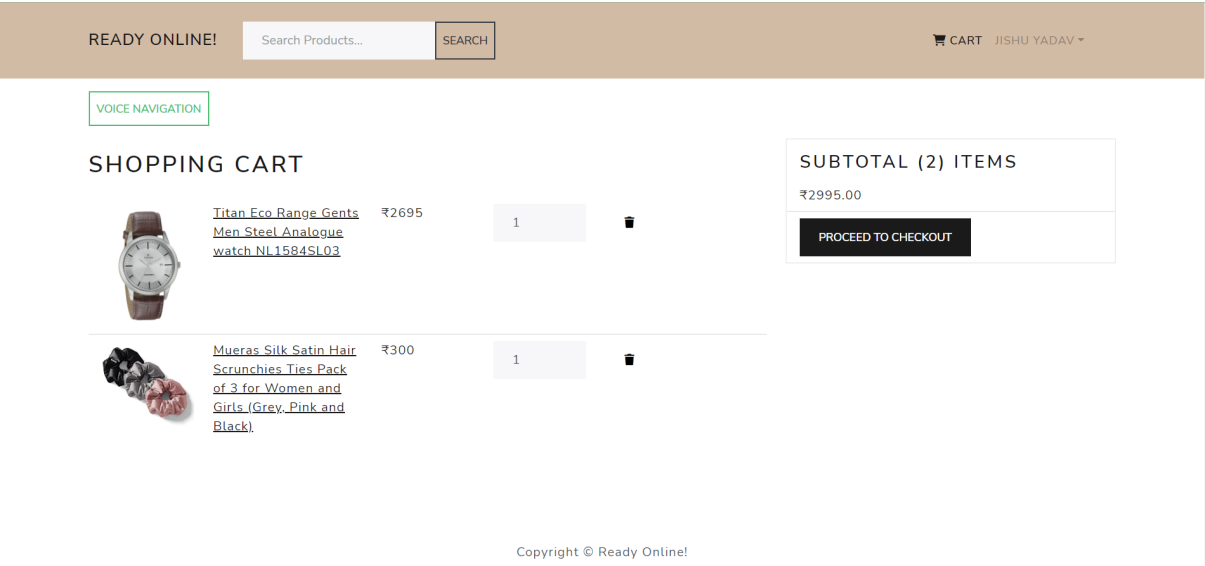 READY ONLINE!
Search Products...
SEARCH
CART
JISHU YADAV
VOICE NAVIGATION
SHOPPING CART
Titan Eco Range Gents
Men Steel Analogue
watch NL1584SL03
₹2695
1
Mueras Silk Satin Hair
Scrunchies Ties Pack
of 3 for Women and
Girls (Grey, Pink and
Black)
₹300
1
SUBTOTAL (2) ITEMS
₹2995.00
PROCEED TO CHECKOUT
Copyright © Ready Online!